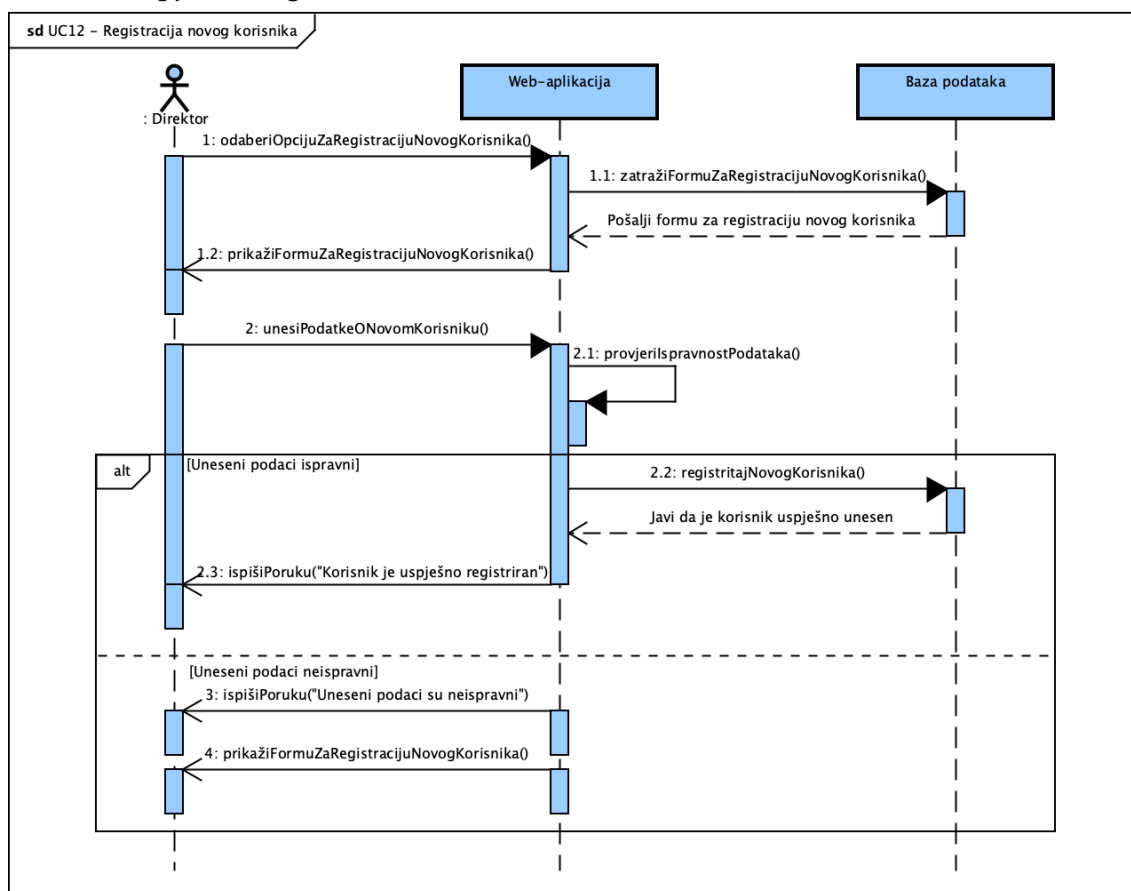 sd UC12 - Registracija novog korisnika
: Direktor
Web-aplikacija
Baza podataka
1: odaberiOpcijuZaRegistracijuNovogKorisnika()
1.1: zatražiFormuZaRegistracijuNovogKorisnika()
Pošalji formu za registraciju novog korisnika
1.2: prikažiFormuZaRegistracijuNovogKorisnika()
2: unesiPodatkeONovomKorisniku()
2.1: provjeriIspravnostPodataka()
alt
[Uneseni podaci ispravni]
2.2: registritajNovogKorisnika()
Javi da je korisnik uspješno unesen
2.3: ispišiPoruku("Korisnik je uspješno registriran")
[Uneseni podaci neispravni]
3: ispišiPoruku("Uneseni podaci su neispravni")
4: prikažiFormuZaRegistracijuNovogKorisnika()